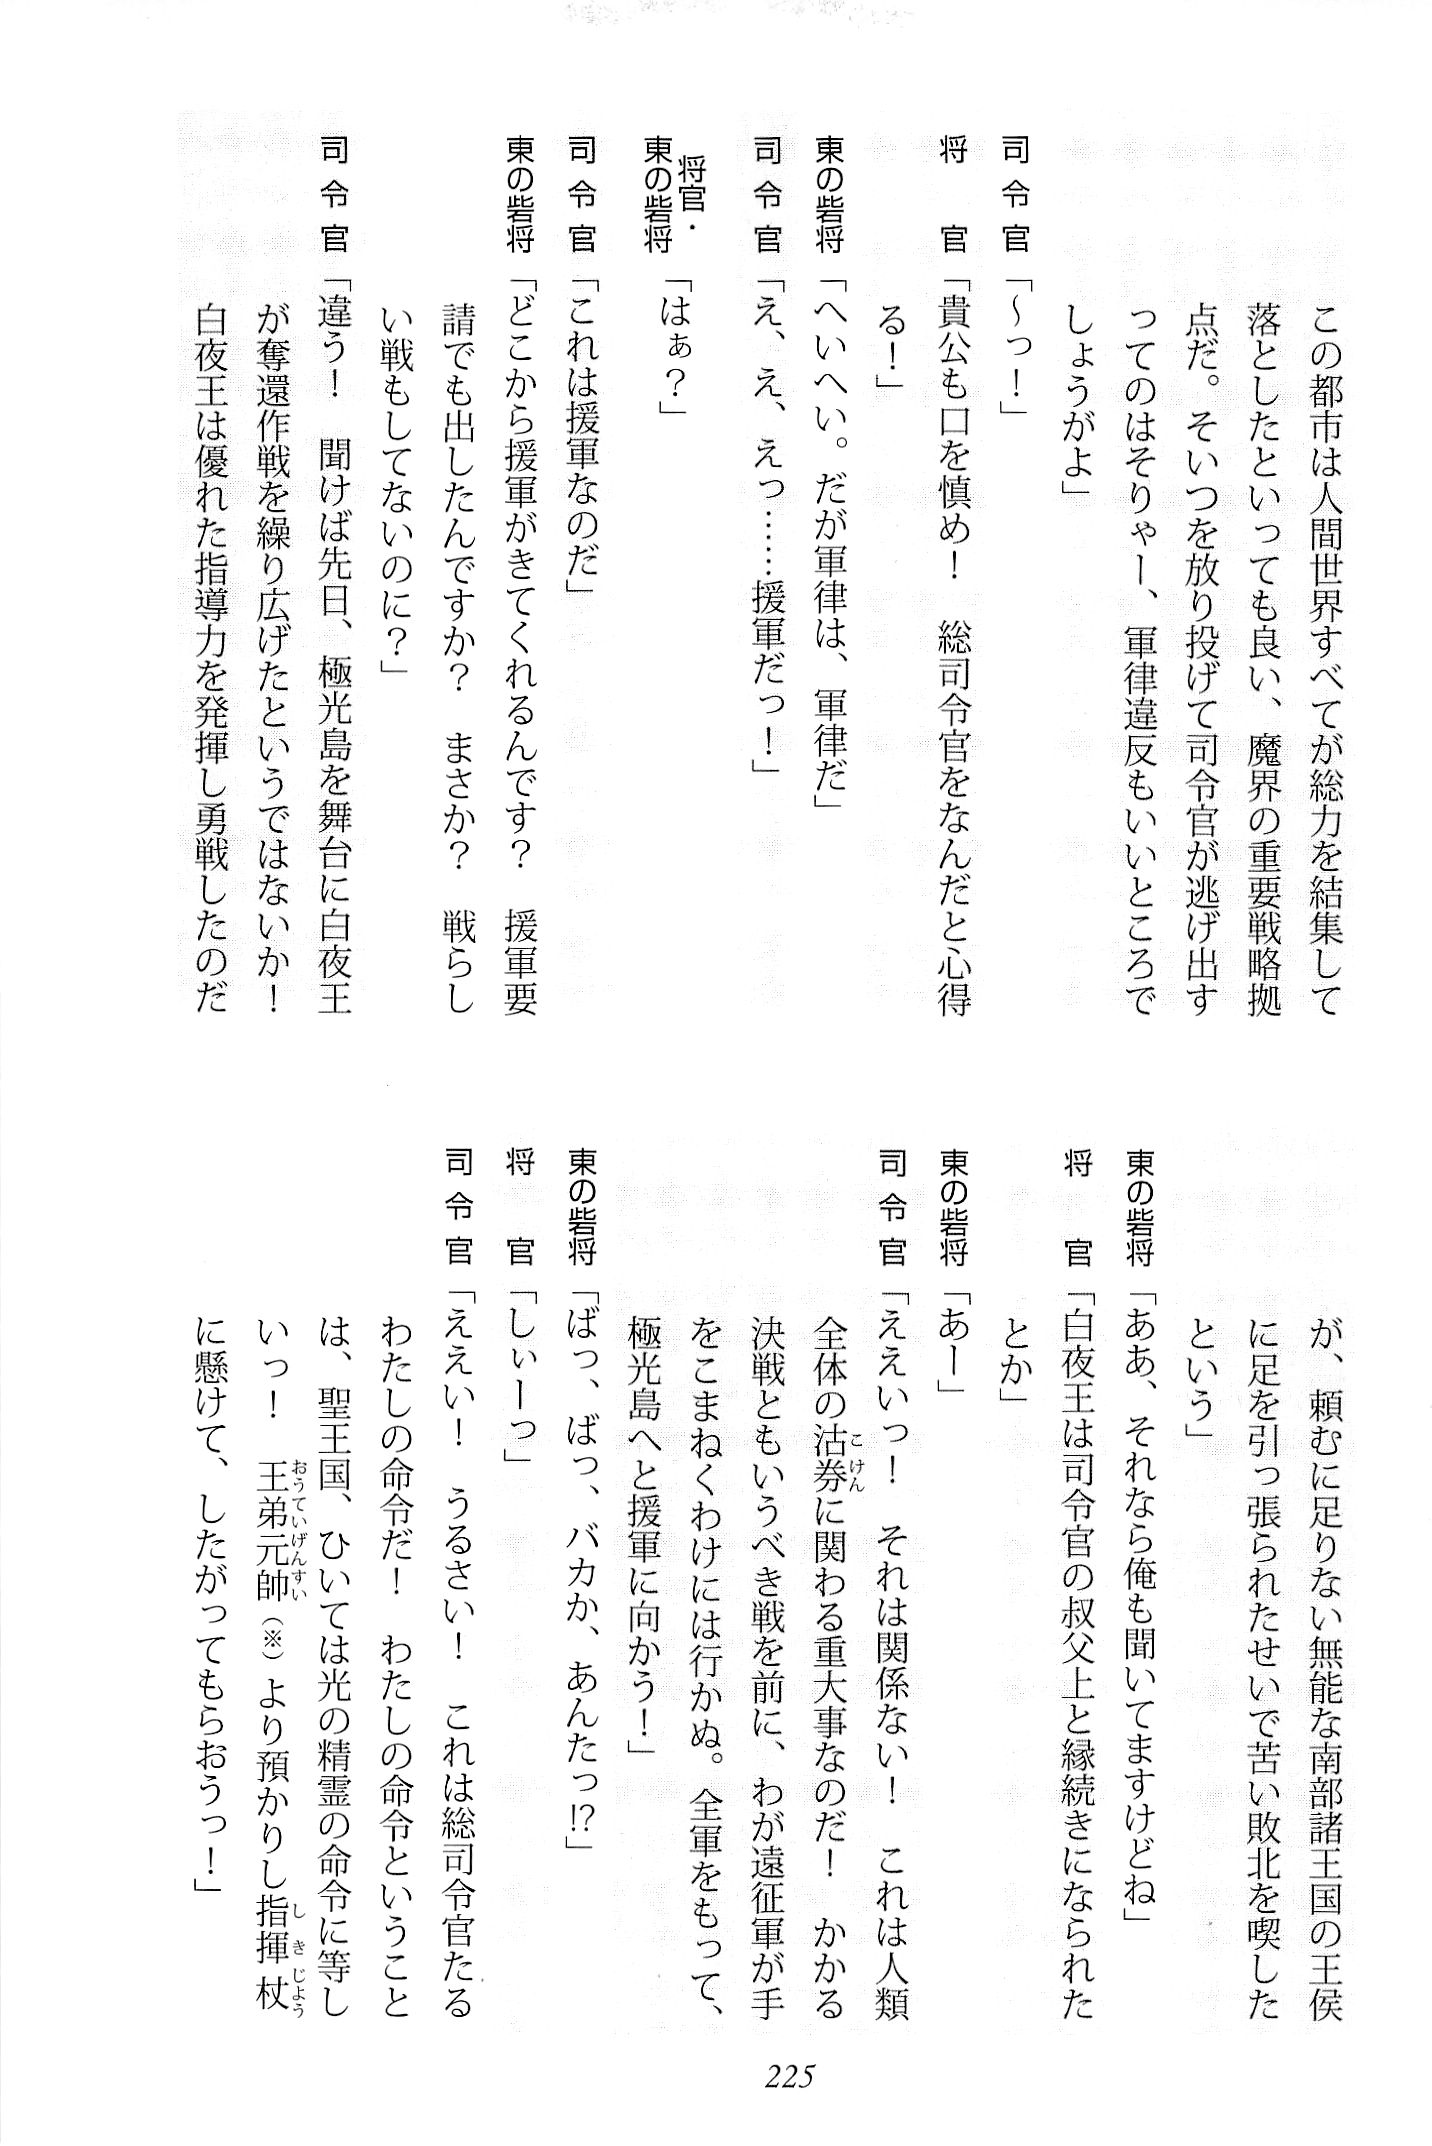 この都市は人間世界すべてが総力を結集して
落としたといっても良い、魔界の重要戦略拠
点だ。そいつを放り投げて司令官が逃げ出す
ってのはそりゃー、軍律違反もいいところで
しょうがよ」
司令官「～っ！」
将　官「貴公も口を慎め！　総司令官をなんだと心得
る！」
東の砦将「へいへい。だが軍律は、軍律だ」
司令官「え、え、えっ……援軍だっ！」
将官・
東の砦将「はぁ？」
司令官「これは援軍なのだ」
東の砦将「どこから援軍がきてくれるんです？　援軍要
請でも出したんですか？　まさか？　戦らし
い戦もしてないのに？」
司令官「違う！　聞けば先日、極光島を舞台に白夜王
が奪還作戦を繰り広げたというではないか！
白夜王は優れた指導力を発揮し勇戦したのだ
が、頼むに足りない無能な南部諸王国の王侯
に足を引っ張られたせいで苦い敗北を喫した
という」
東の砦将「ああ、それなら俺も聞いてますけどね」
将　官「白夜王は司令官の叔父上と縁続きになられた
とか」
東の砦将「あー」
司令官「ええいっ！　それは関係ない！　これは人類
全体の沽券（こけん）に関わる重大事なのだ！　かかる
決戦ともいうべき戦を前に、わが遠征軍が手
をこまねくわけには行かぬ。全軍をもって、
極光島へと援軍に向かう！」
東の砦将「ばっ、ばっ、バカか、あんたっ!?」
将　官「しぃーっ」
司令官「ええい！　うるさい！　これは総司令官たる
わたしの命令だ！　わたしの命令ということ
は、聖王国、ひいては光の精霊の命令に等し
いっ！　王弟元帥（おうていげんすい）（※）より預かりし指揮杖（しきじょう）
に懸けて、したがってもらおうっ！」
225